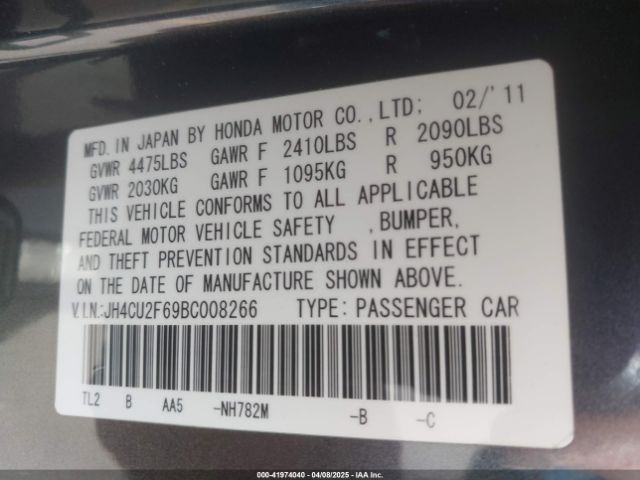 MFD. IN JAPAN BY HONDA MOTOR CO.,LTD: 02/'11
GVWR 4475LBS GAWR F 2410LBS R 2090LBS
GVWR 2030KG GAWR F 1095KG R 950KG
THIS VEHICLE CONFORMS TO ALL APPLICABLE
FEDERAL MOTOR VEHICLE SAFETY , BUMPER,
AND THEFT PREVENTION STANDARDS IN EFFECT
ON THE DATE OF MANUFACTURE SHOWN ABOVE.
V.I.N:JH4CU2F69BC008266 TYPE: PASSENGER CAR
TL2 B AA5 -NH782M -B -C
000-41974040 - 04/08/2025 - IAA Inc.